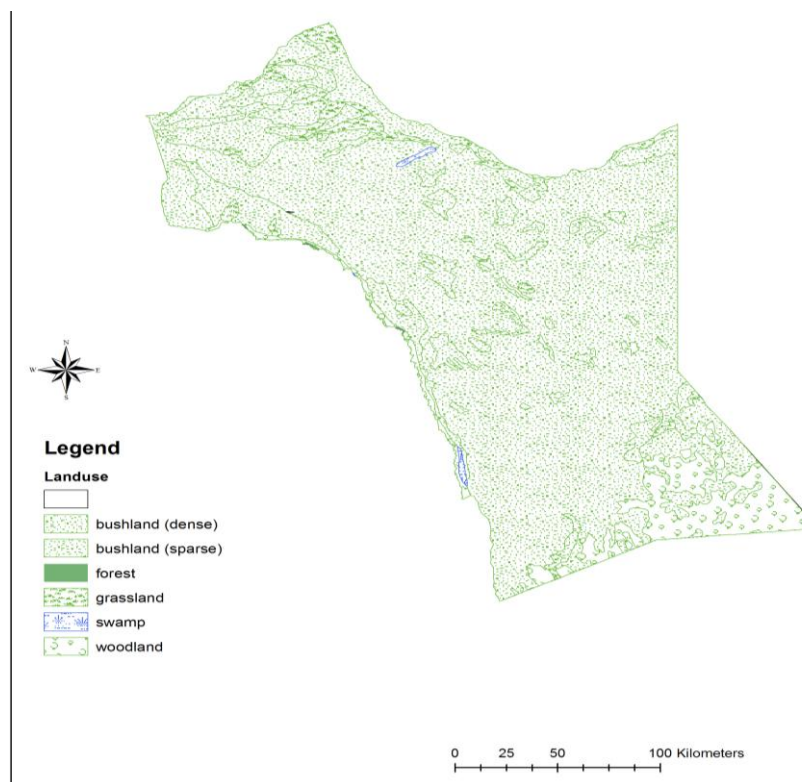 N
W E
S
Legend
Landuse
bushland (dense)
bushland (sparse)
forest
grassland
swamp
woodland
0 25 50 100 Kilometers